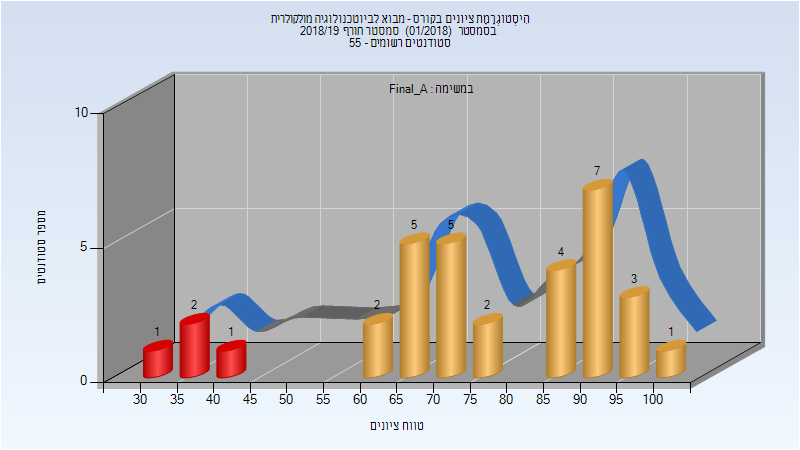 היסטוגרמת ציונים בקורס - מבוא לביוטכנולוגיה מולקולרית
בסמסטר (01/2018) סמסטר חורף 2018/19
סטודנטים רשומים - 55
במשימה : Final_A
10
5
0
מספר סטודנטים
1
2
1
2
5
5
2
4
7
3
1
30 35 40 45 50 55 60 65 70 75 80 85 90 95 100
טווח ציונים